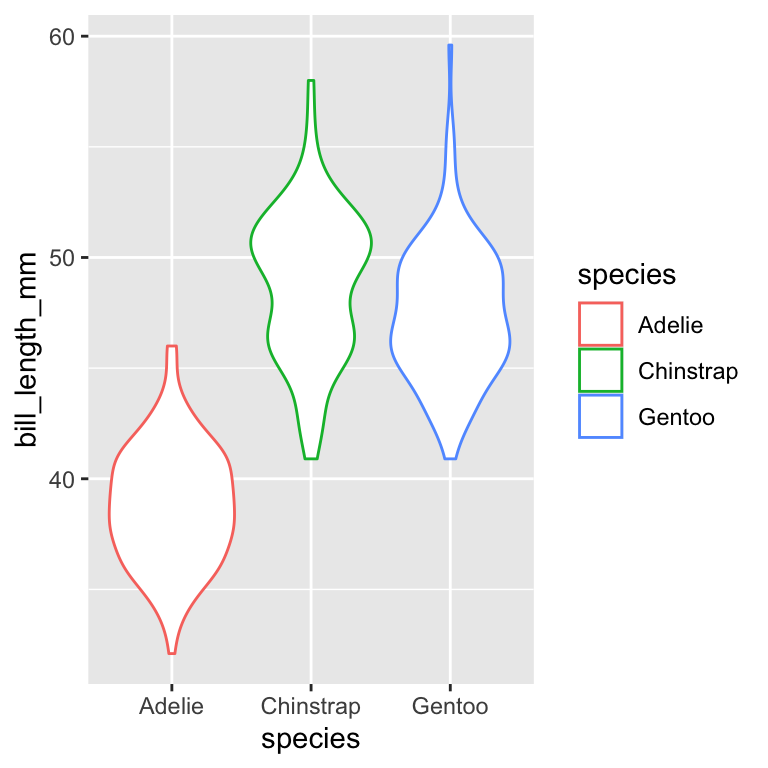 60
50
40
bill_length_mm
Adelie
Chinstrap
Gentoo
species
species
Adelie
Chinstrap
Gentoo